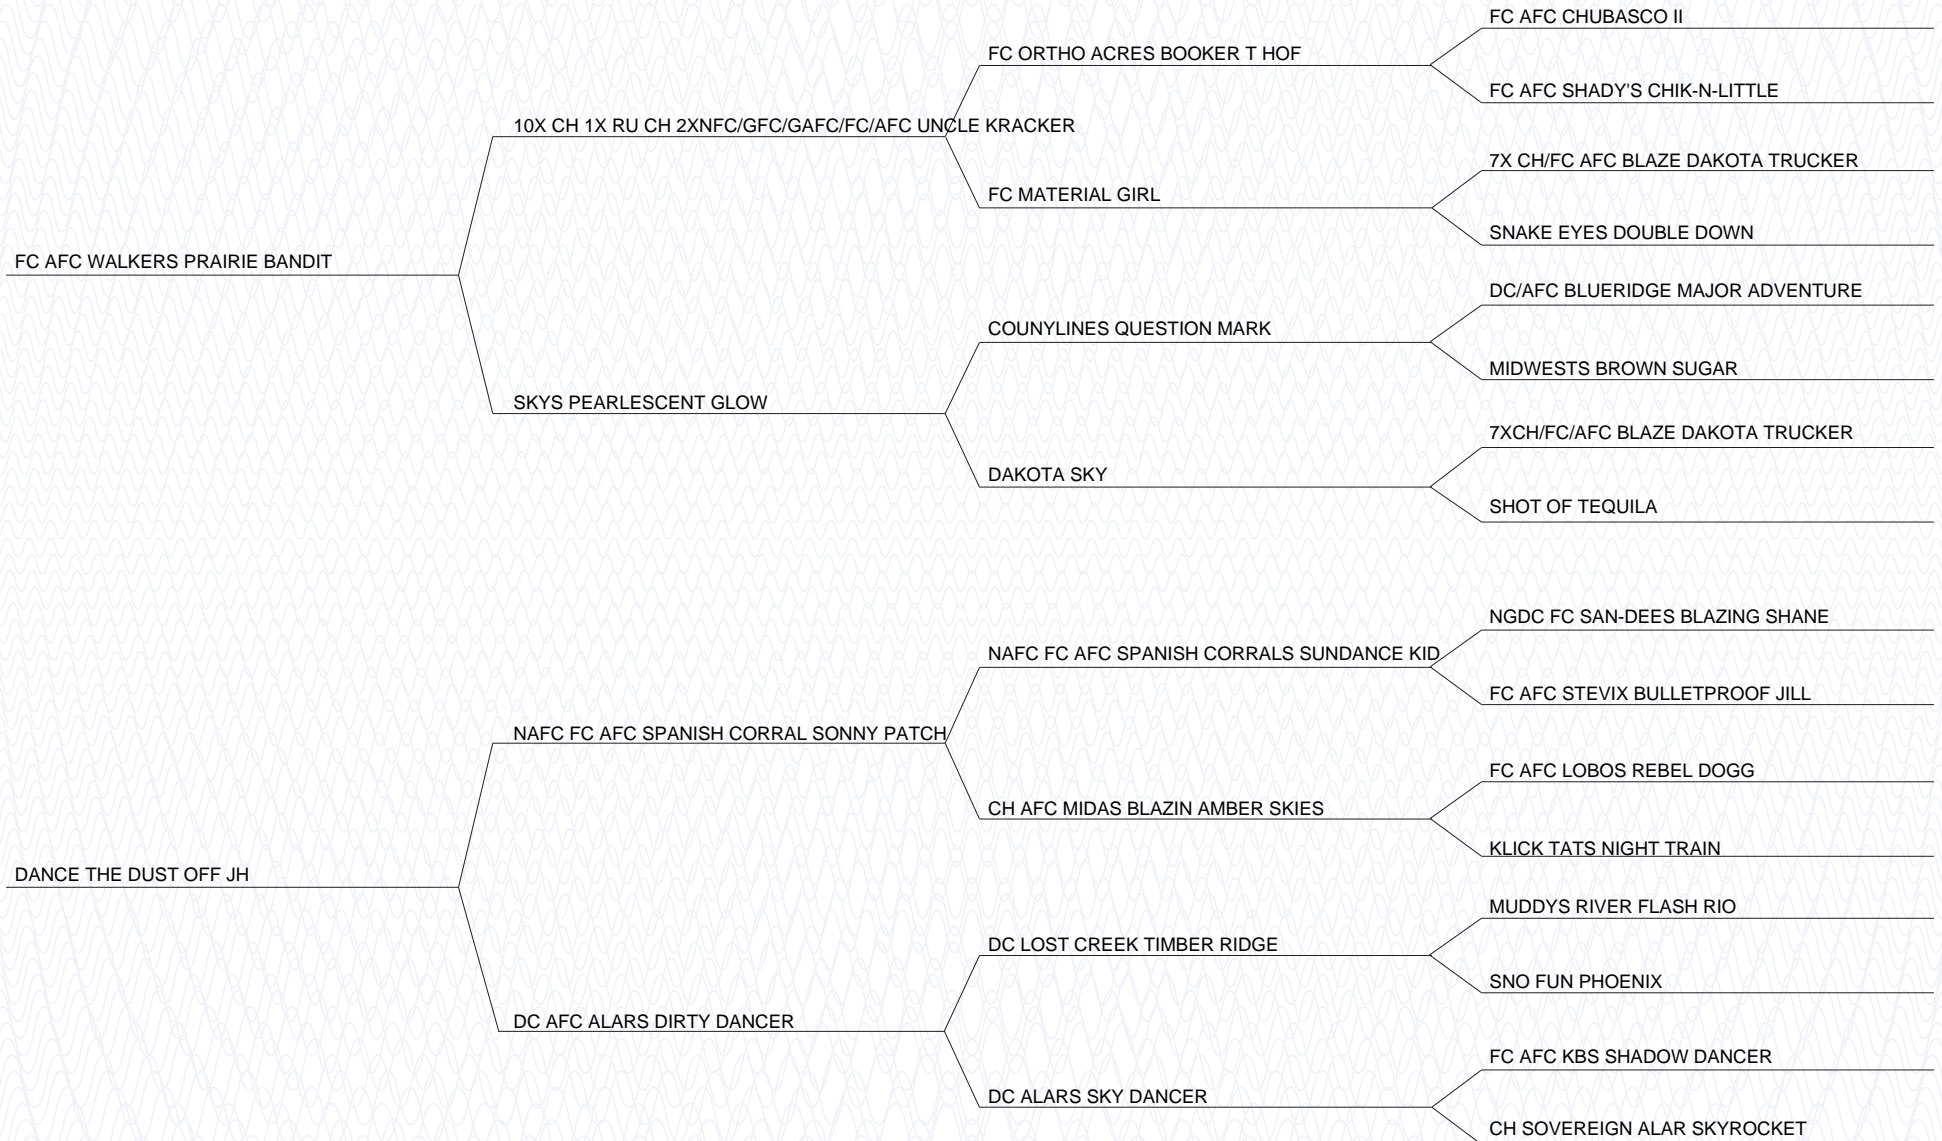 FC AFC CHUBASCO II
FC ORTHO ACRES BOOKER T HOF
FC AFC SHADY'S CHIK-N-LITTLE
10X CH 1X RU CH 2XNFC/GFC/GAFC/FC/AFC UNCLE KRACKER
7X CH/FC AFC BLAZE DAKOTA TRUCKER
FC MATERIAL GIRL
SNAKE EYES DOUBLE DOWN
FC AFC WALKERS PRAIRIE BANDIT
DC/AFC BLUERIDGE MAJOR ADVENTURE
COUNYLINES QUESTION MARK
MIDWESTS BROWN SUGAR
SKYS PEARLESCENT GLOW
7XCH/FC/AFC BLAZE DAKOTA TRUCKER
DAKOTA SKY
SHOT OF TEQUILA
NGDC FC SAN-DEES BLAZING SHANE
NAFC FC AFC SPANISH CORRALS SUNDANCE KID
FC AFC STEVIX BULLETPROOF JILL
NAFC FC AFC SPANISH CORRAL SONNY PATCH
FC AFC LOBOS REBEL DOGG
CH AFC MIDAS BLAZIN AMBER SKIES
KLICK TATS NIGHT TRAIN
DANCE THE DUST OFF JH
MUDDYS RIVER FLASH RIO
DC LOST CREEK TIMBER RIDGE
SNO FUN PHOENIX
DC AFC ALARS DIRTY DANCER
FC AFC KBS SHADOW DANCER
DC ALARS SKY DANCER
CH SOVEREIGN ALAR SKYROCKET